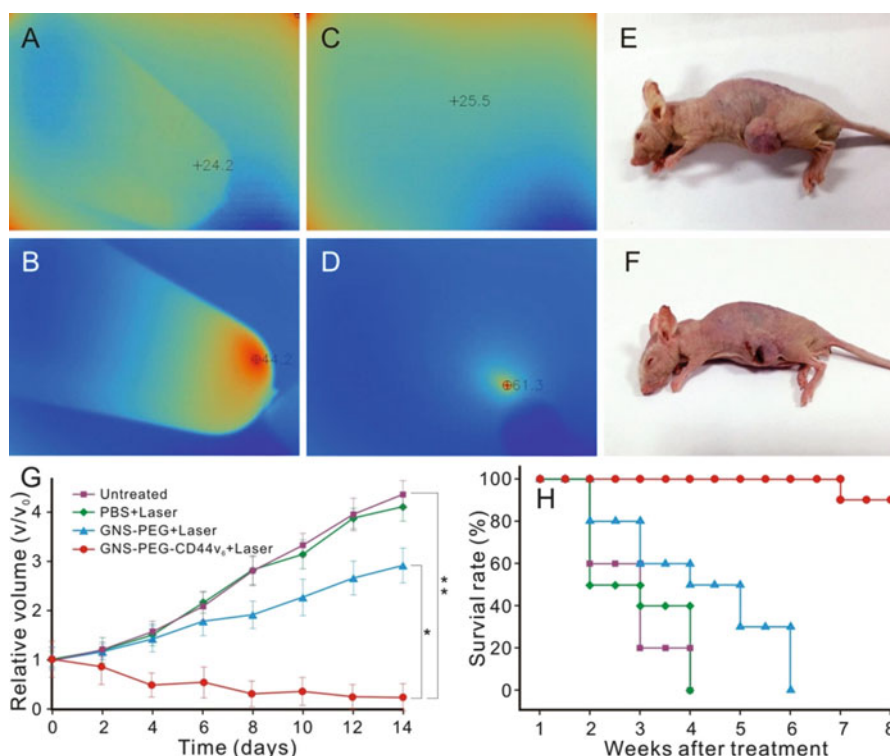 A
+24.2
C
+25.5
E
B
44.2
D
61.3
F
G
Untreated
PBS+Laser
GNS-PEG+Laser
GNS-PEG-CD44v₆+Laser
Relative volume (v/v₀)
4
3
2
1
0
*
**
0 2 4 6 8 10 12 14
Time (days)
H
Survial rate (%)
100
80
60
40
20
0
1 2 3 4 5 6 7 8
Weeks after treatment